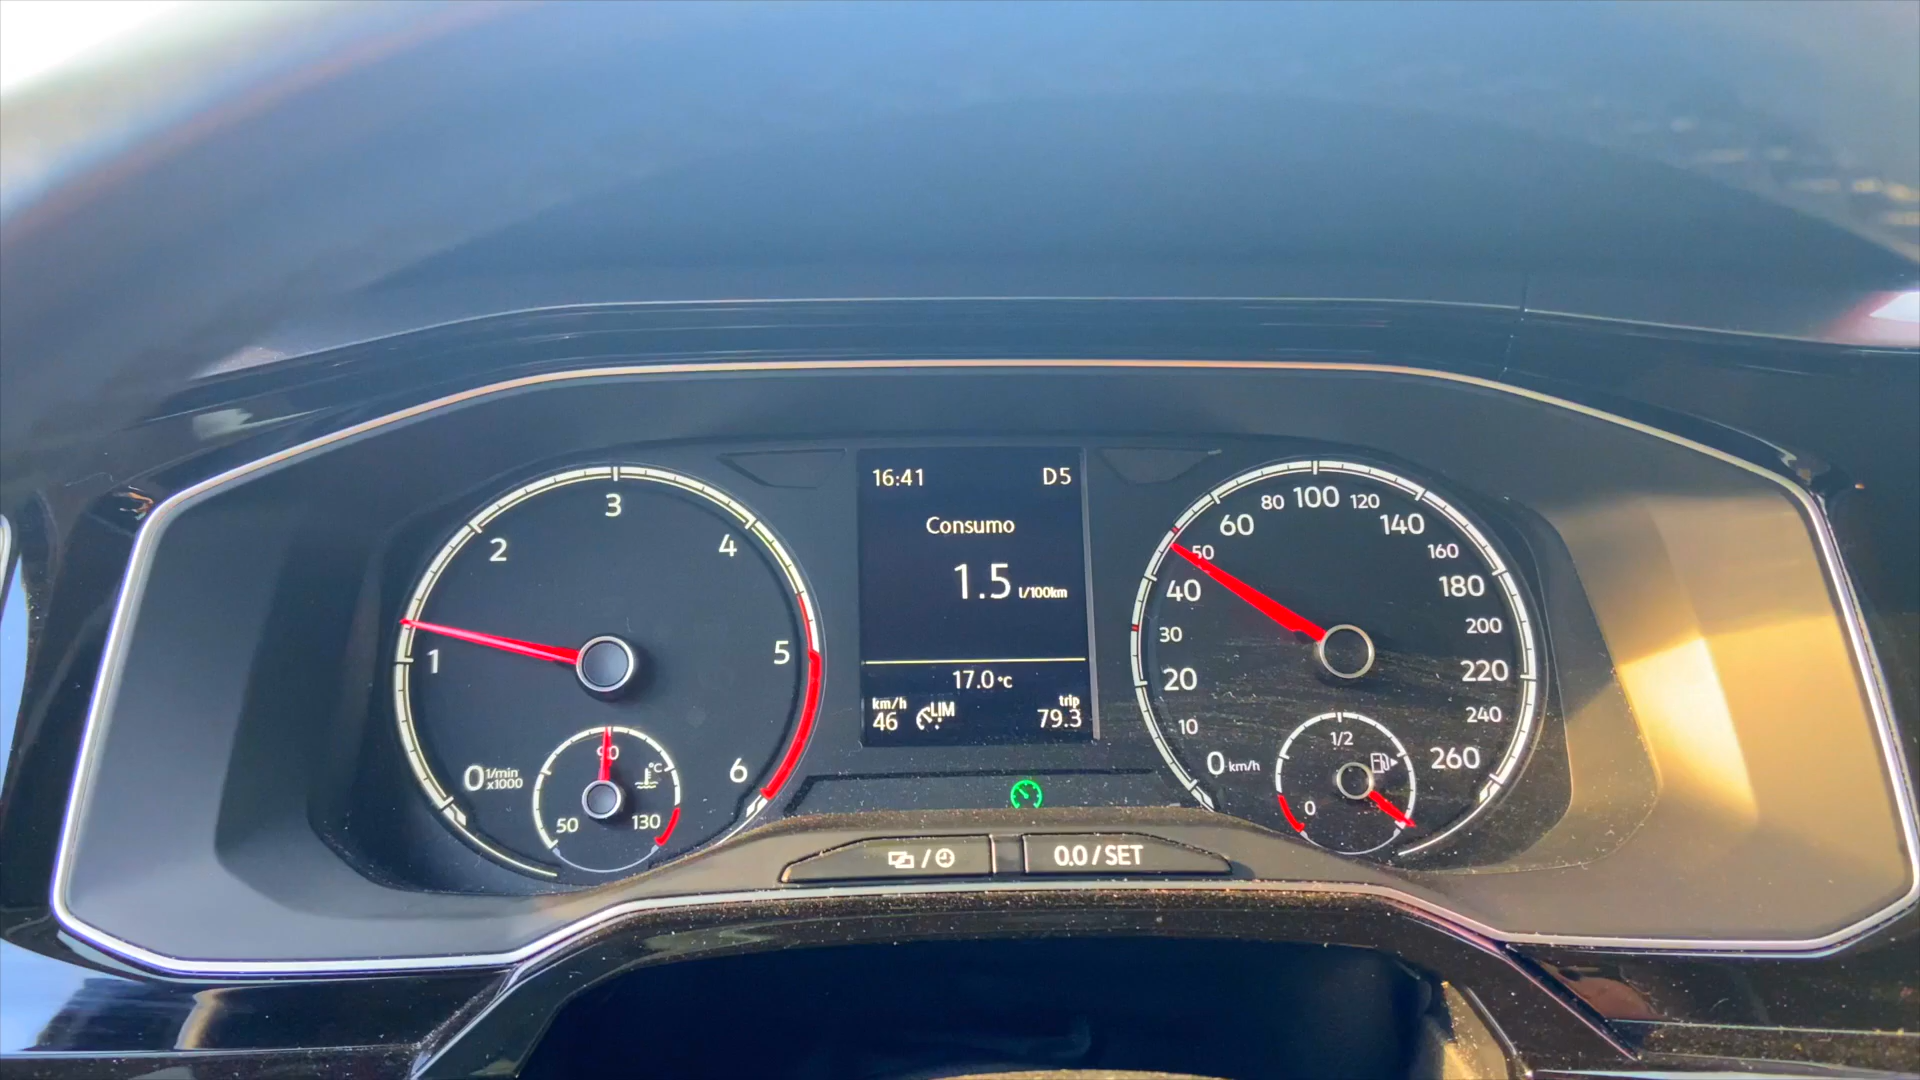 0
1/min
x1000
1
2
3
4
5
6
50
90
130
°C
16:41 D5
Consumo
1.5 l/100km
17.0 °C
km/h
46
LIM
trip
79.3
0 km/h
10
20
30
40
50
60
80
100
120
140
160
180
200
220
240
260
0
1/2
/
0.0 / SET